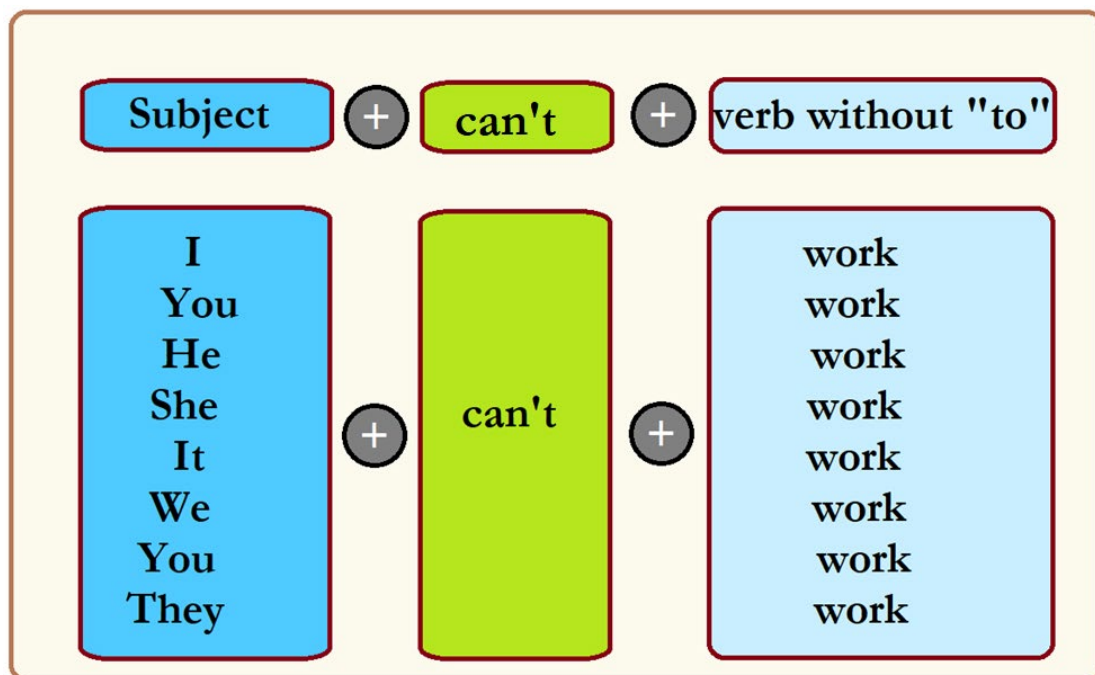 Subject + can't + verb without "to"
I work
You work
He work
She work
It + can't + work
We work
You work
They work